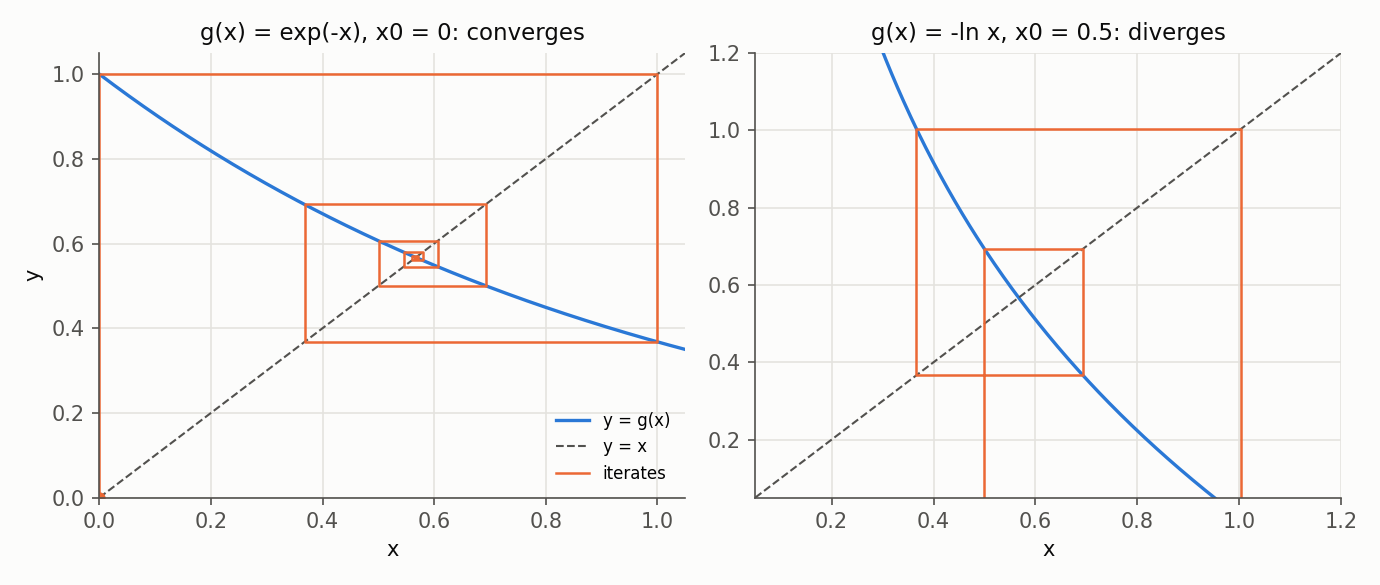 g(x) = exp(-x), x0 = 0: converges
1.0
0.8
0.6
0.4
0.2
0.0
y
0.0 0.2 0.4 0.6 0.8 1.0
x
y = g(x)
y = x
iterates
g(x) = -ln x, x0 = 0.5: diverges
1.2
1.0
0.8
0.6
0.4
0.2
0.2 0.4 0.6 0.8 1.0 1.2
x